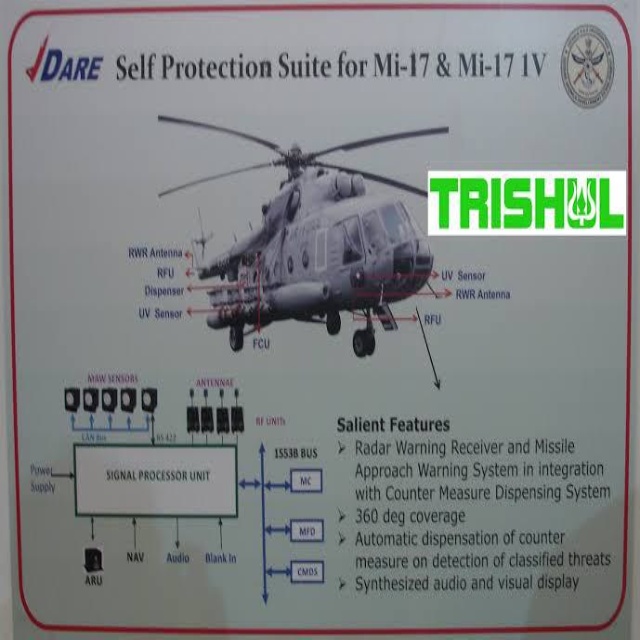 DARE Self Protection Suite for Mi-17 & Mi-17 1V
TRISHUL
RWR Antenna
RFU
Dispenser
UV Sensor
FCU
UV Sensor
RWR Antenna
RFU
MAW SENSORS
ANTENNAE
LAN Bus
RS 422
RF UNITS
Power
Supply
SIGNAL PROCESSOR UNIT
1553B BUS
MC
MFD
CMDS
ARU
NAV
Audio
Blank In
Salient Features
Radar Warning Receiver and Missile
Approach Warning System in integration
with Counter Measure Dispensing System
360 deg coverage
Automatic dispensation of counter
measure on detection of classified threats
Synthesized audio and visual display